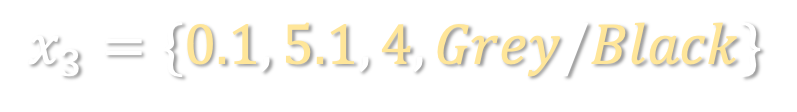 x₃ = {0.1, 5.1, 4, Grey/Black}